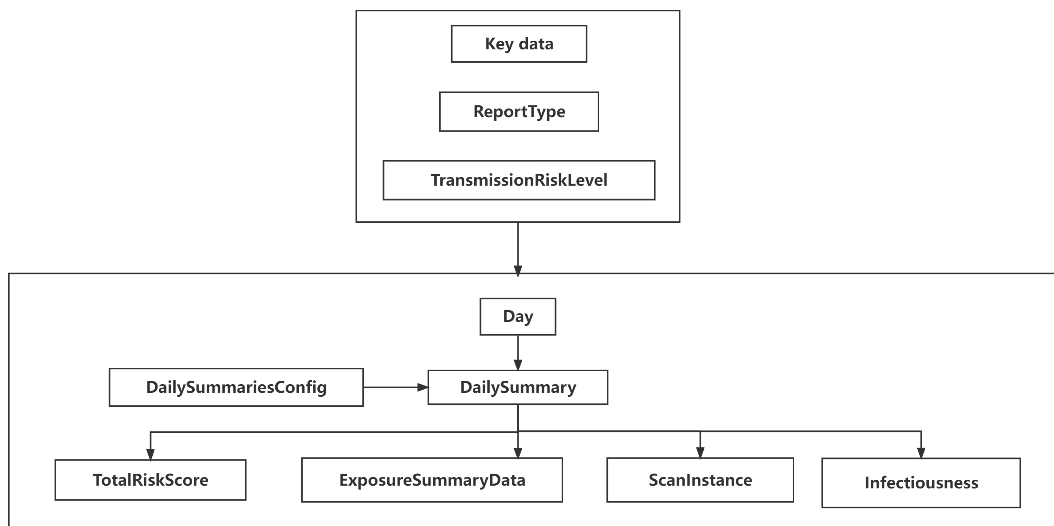 Key data
ReportType
TransmissionRiskLevel
Day
DailySummariesConfig
DailySummary
TotalRiskScore
ExposureSummaryData
ScanInstance
Infectiousness